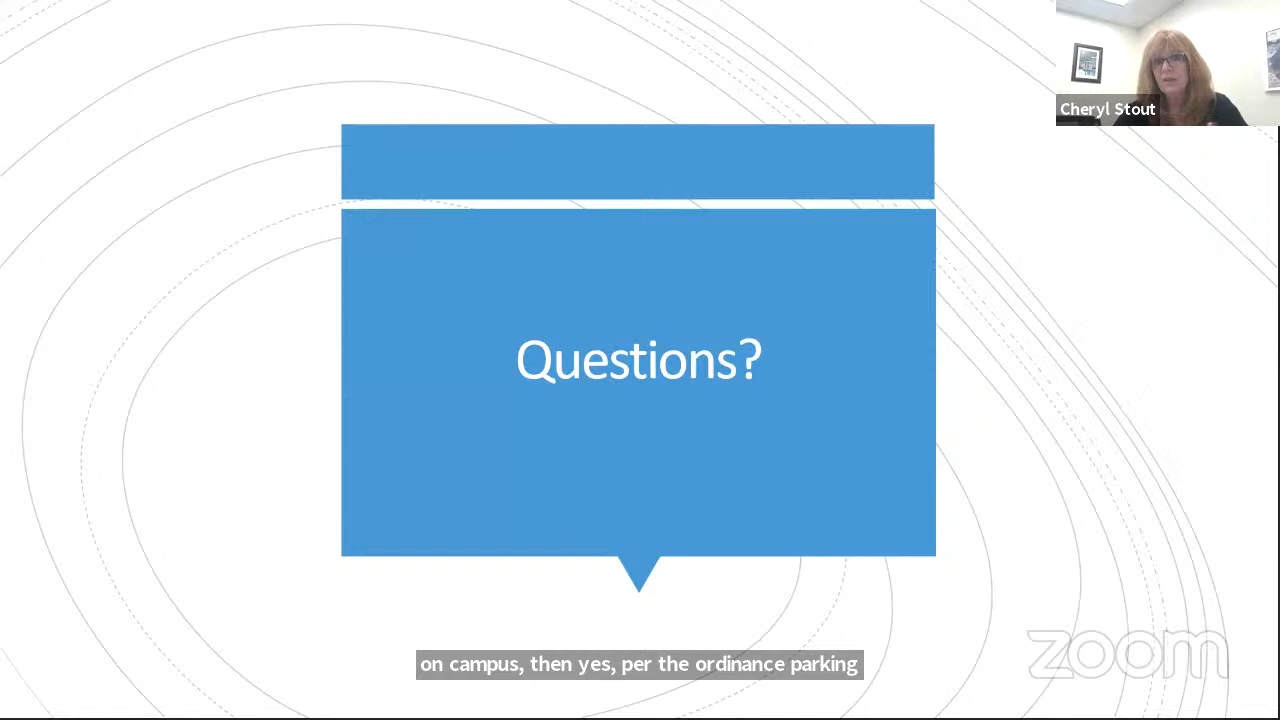 Cheryl Stout
Questions?
on campus, then yes, per the ordinance parking
zoom